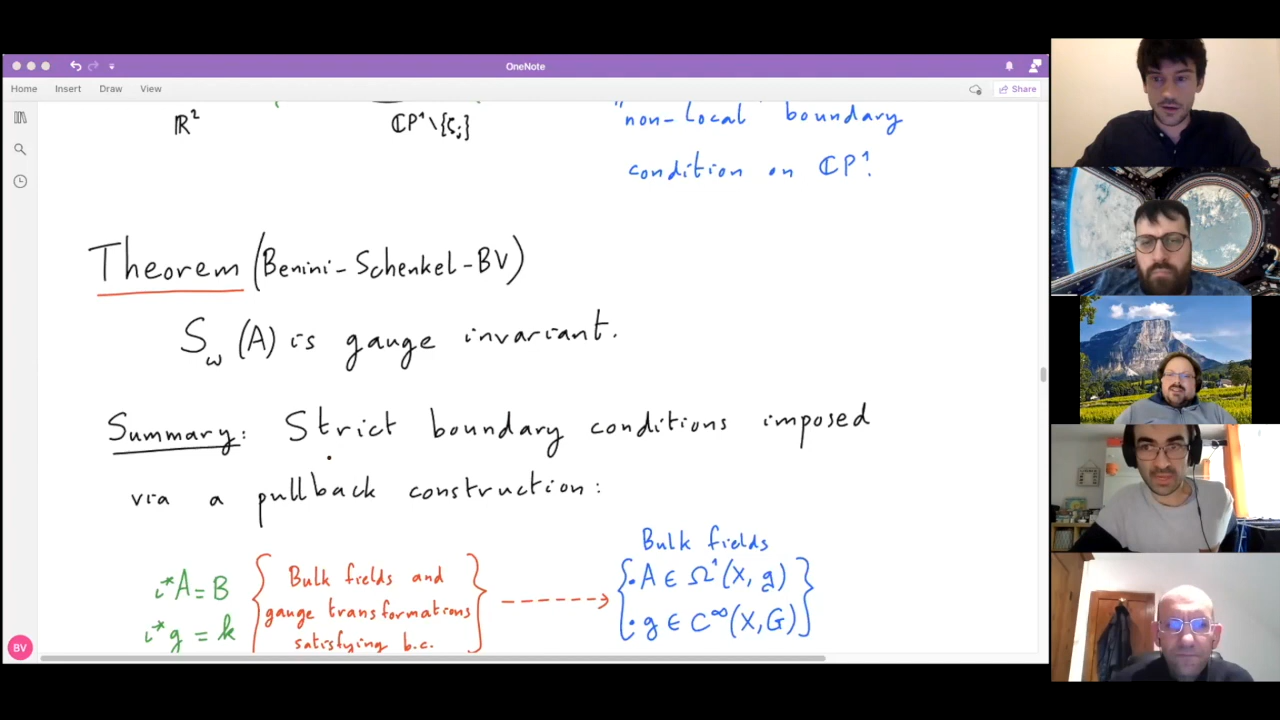 OneNote
Home Insert Draw View
Share
ℝ² ℂP¹\{ζⱼ} "non-local" boundary
condition on ℂP¹.
Theorem (Benini-Schenkel-BV)
S_ω (A) is gauge invariant.
Summary: Strict boundary conditions imposed
via a pullback construction:
Bulk fields
i*A = B { Bulk fields and {• A ∈ Ω¹(X, g)
gauge transformations
i*g = k satisfying b.c. } • g ∈ C^∞(X, G)}
BV